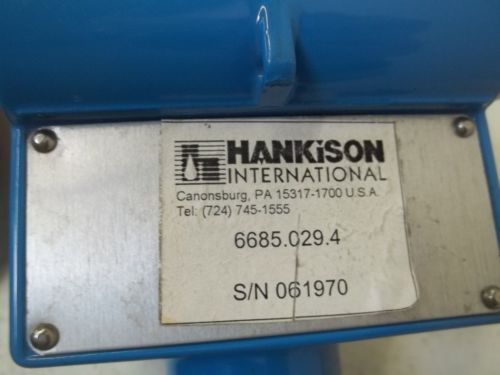 HANKiSON
INTERNATIONAL
Canonsburg, PA 15317-1700 U.S.A.
Tel: (724) 745-1555
6685.029.4
S/N 061970